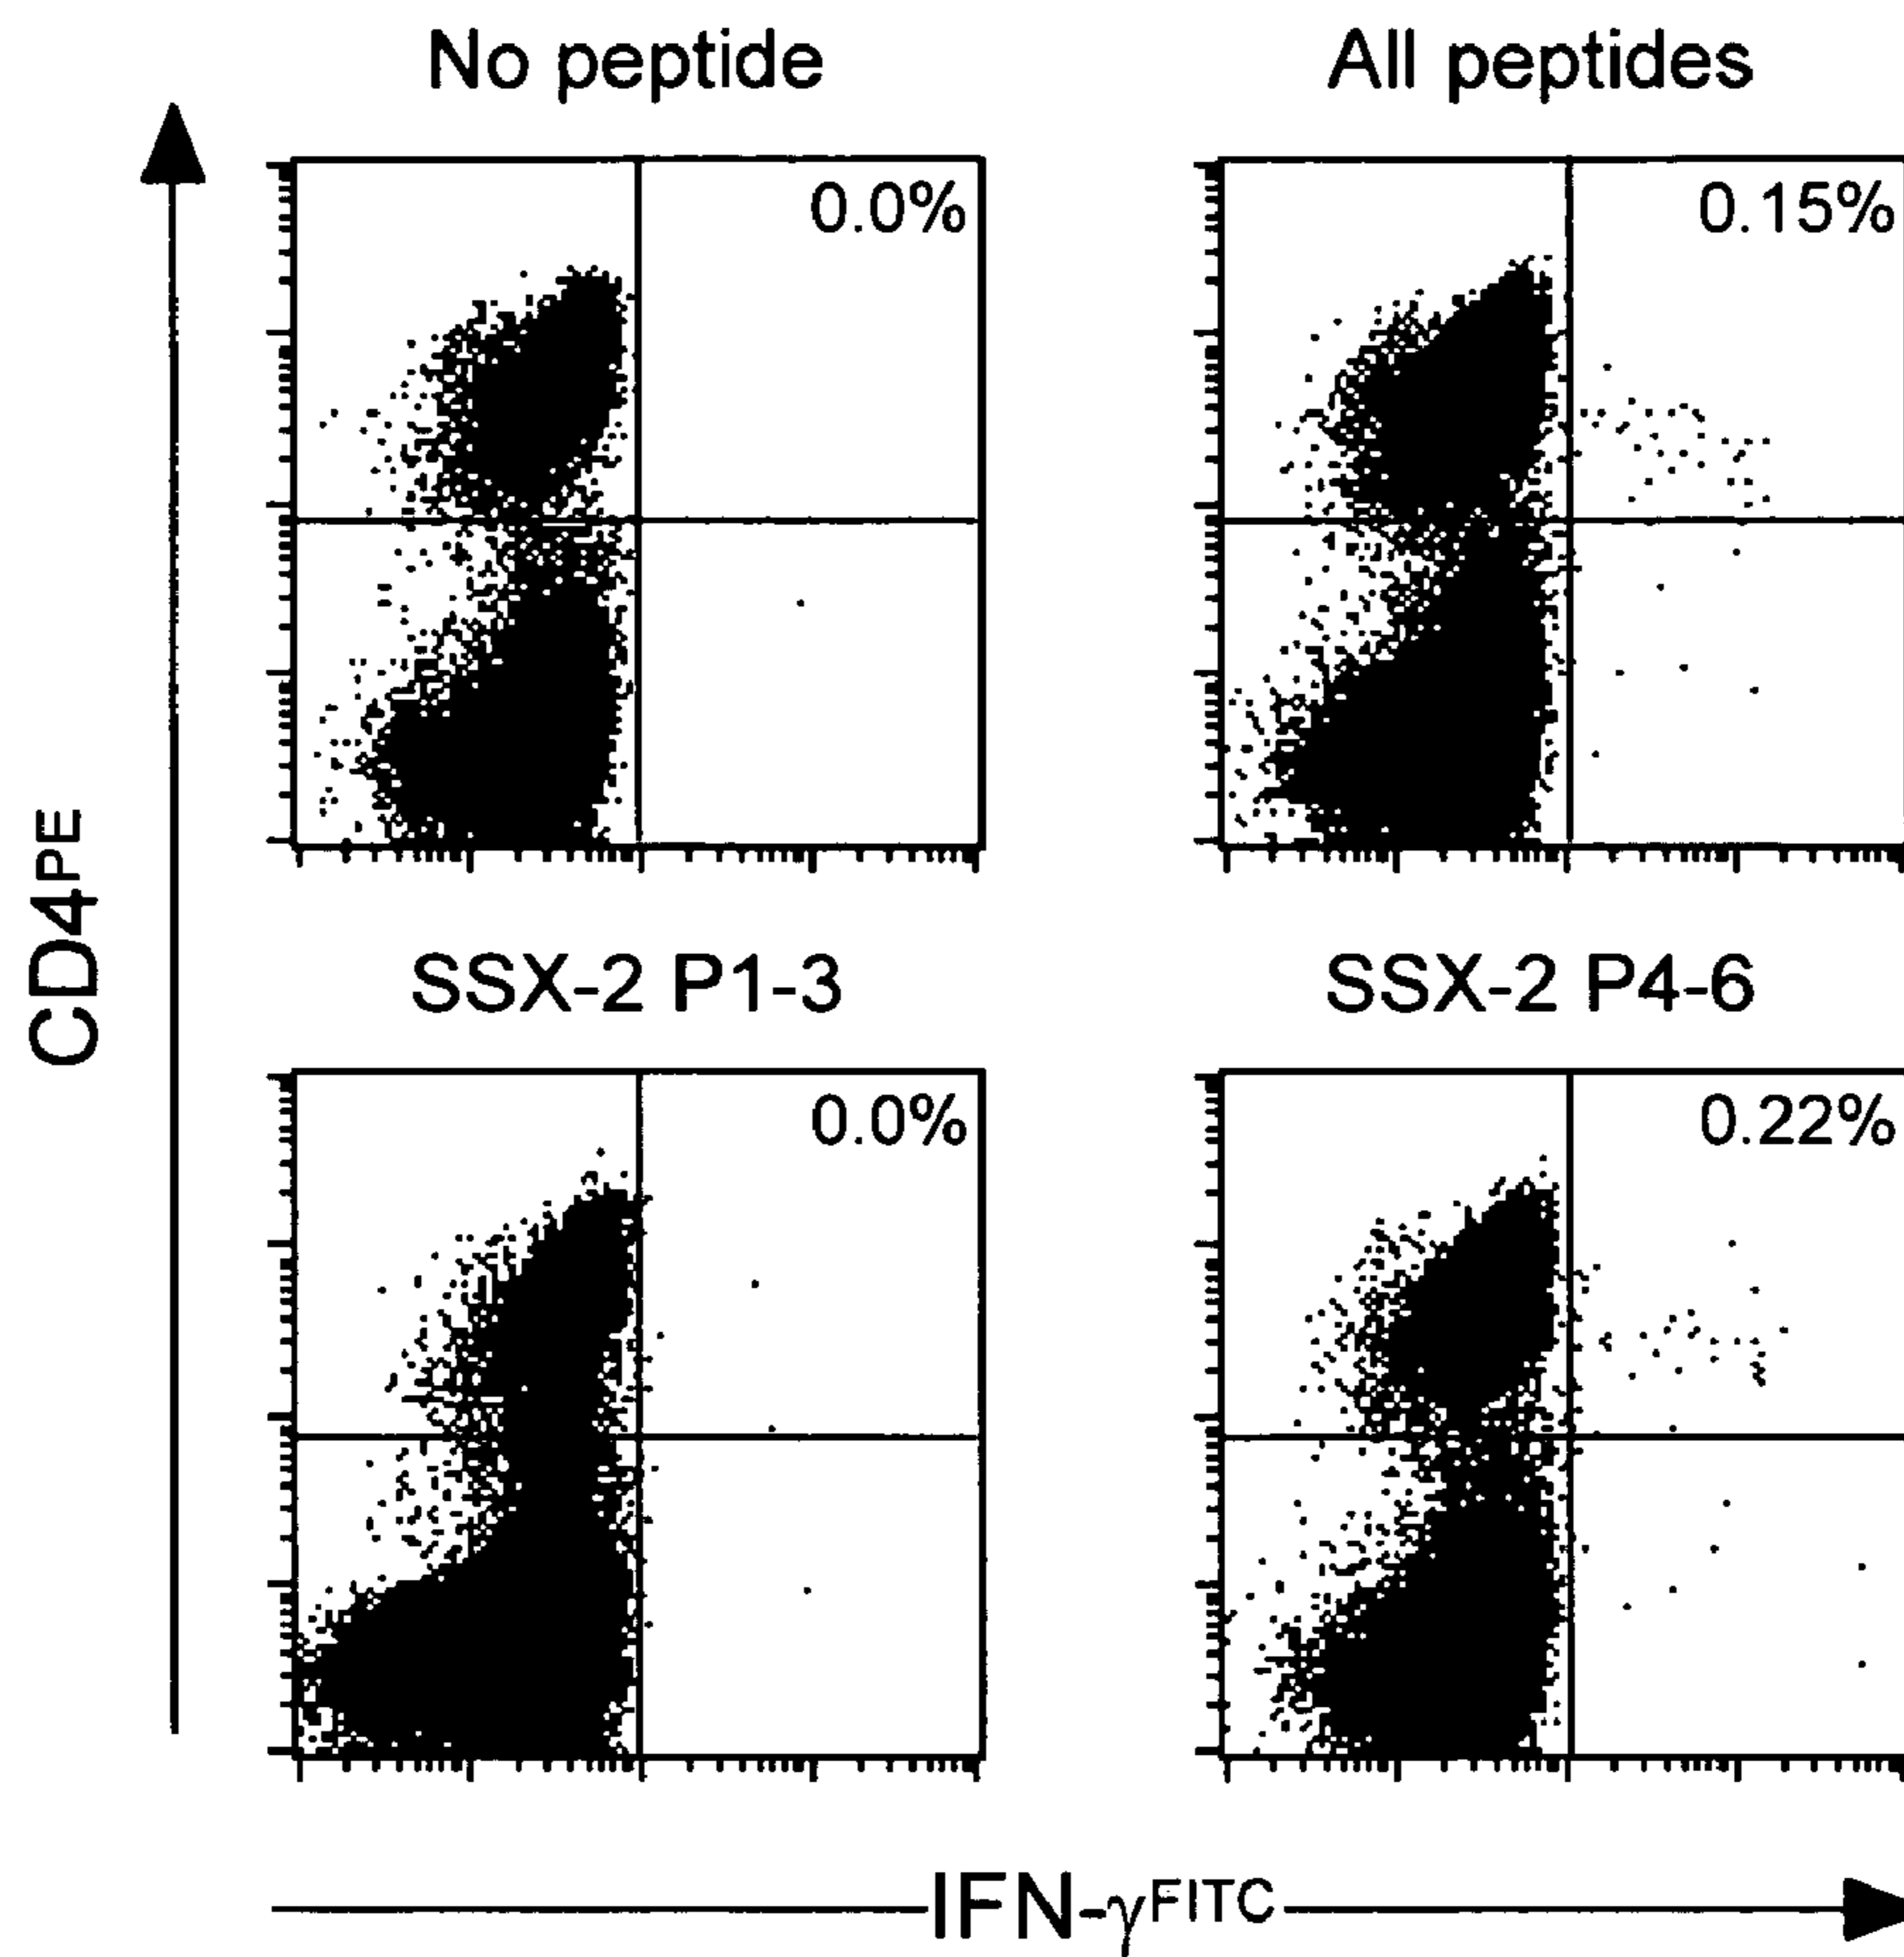 No peptide
All peptides
0.0%
0.15%
CD4PE
SSX-2 P1-3
SSX-2 P4-6
0.0%
0.22%
IFN-γFITC